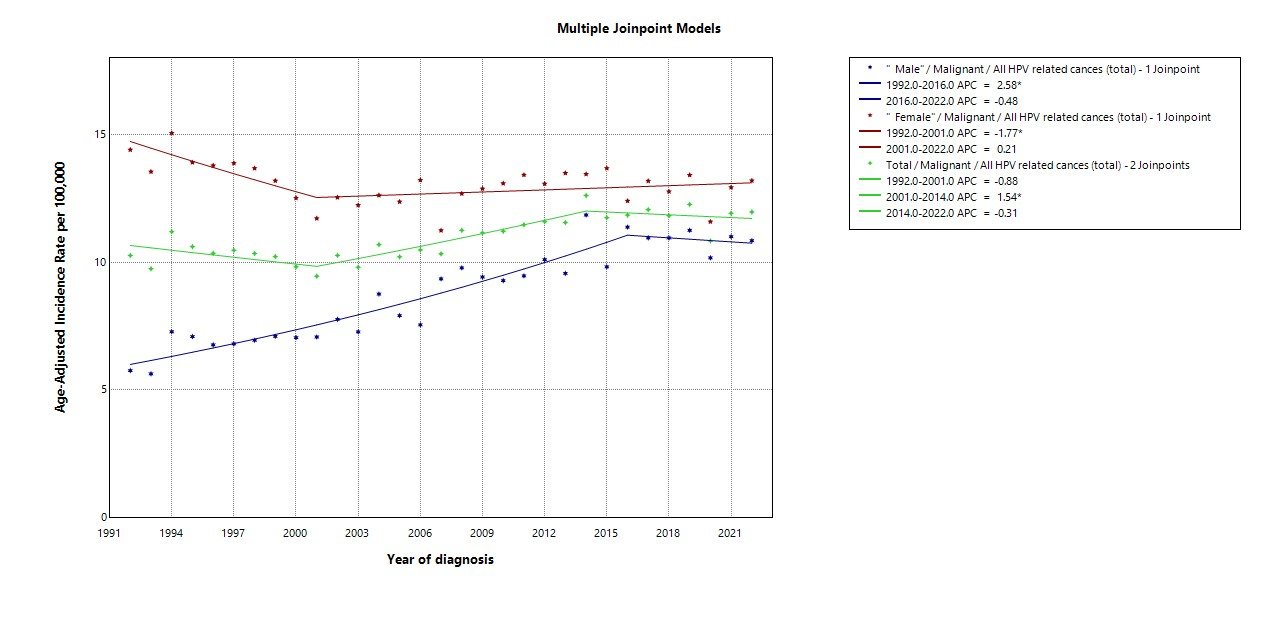 Multiple Joinpoint Models
" Male" / Malignant / All HPV related cances (total) - 1 Joinpoint
1992.0-2016.0 APC = 2.58*
2016.0-2022.0 APC = -0.48
" Female" / Malignant / All HPV related cances (total) - 1 Joinpoint
1992.0-2001.0 APC = -1.77*
2001.0-2022.0 APC = 0.21
Total / Malignant / All HPV related cances (total) - 2 Joinpoints
1992.0-2001.0 APC = -0.88
2001.0-2014.0 APC = 1.54*
2014.0-2022.0 APC = -0.31
Age-Adjusted Incidence Rate per 100,000
15
10
5
0
1991 1994 1997 2000 2003 2006 2009 2012 2015 2018 2021
Year of diagnosis